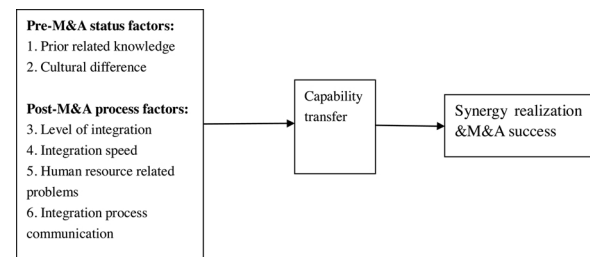 Pre-M&A status factors:
1. Prior related knowledge
2. Cultural difference
Post-M&A process factors:
3. Level of integration
4. Integration speed
5. Human resource related
problems
6. Integration process
communication
Capability
transfer
Synergy realization
&M&A success